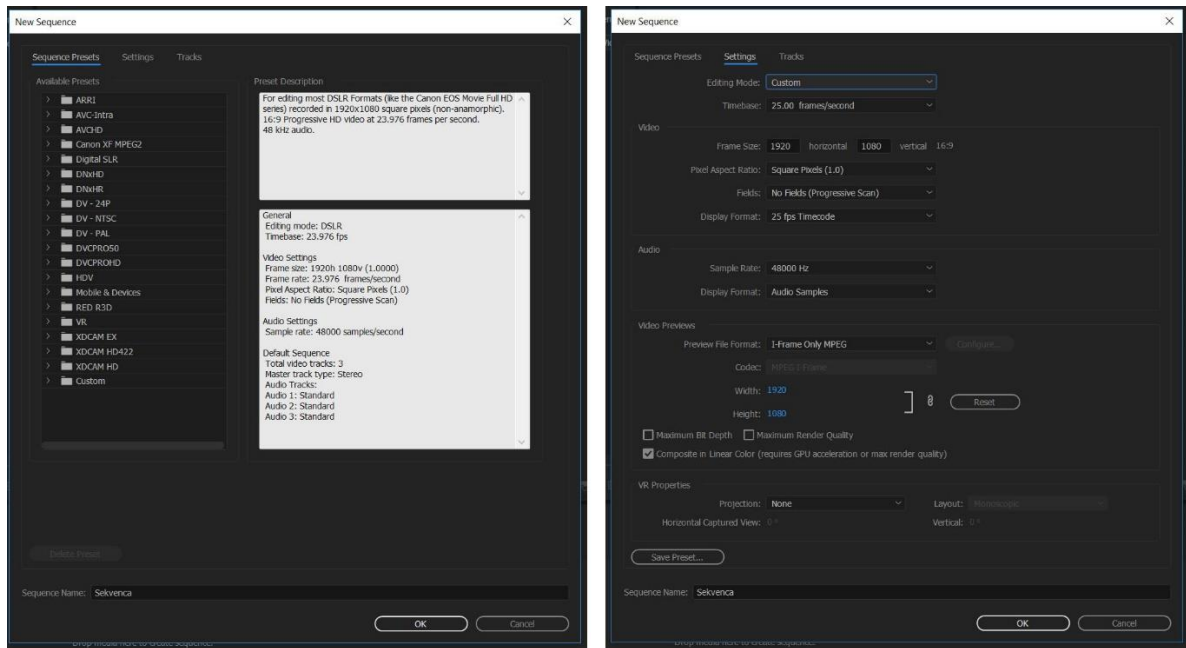 New Sequence
Sequence Presets Settings Tracks
Available Presets
ARRI
AVC-Intra
AVCHD
Canon XF MPEG2
Digital SLR
DNxHD
DNxHR
DV - 24P
DV - NTSC
DV - PAL
DVCPRO50
DVCPROHD
HDV
Mobile & Devices
RED R3D
VR
XDCAM EX
XDCAM HD422
XDCAM HD
Custom
Preset Description
For editing most DSLR Formats (like the Canon EOS Movie Full HD
series) recorded in 1920x1080 square pixels (non-anamorphic).
16:9 Progressive HD video at 23.976 frames per second.
48 kHz audio.
General
Editing mode: DSLR
Timebase: 23.976 fps
Video Settings
Frame size: 1920h 1080v (1.0000)
Frame rate: 23.976 frames/second
Pixel Aspect Ratio: Square Pixels (1.0)
Fields: No Fields (Progressive Scan)
Audio Settings
Sample rate: 48000 samples/second
Default Sequence
Total video tracks: 3
Master track type: Stereo
Audio Tracks:
Audio 1: Standard
Audio 2: Standard
Audio 3: Standard
Delete Preset
Sequence Name: Sekvenca
OK Cancel
Drop media here to create sequence.
New Sequence
Sequence Presets Settings Tracks
Editing Mode: Custom
Timebase: 25.00 frames/second
Video
Frame Size: 1920 horizontal 1080 vertical 16:9
Pixel Aspect Ratio: Square Pixels (1.0)
Fields: No Fields (Progressive Scan)
Display Format: 25 fps Timecode
Audio
Sample Rate: 48000 Hz
Display Format: Audio Samples
Video Previews
Preview File Format: I-Frame Only MPEG Configure...
Codec: MPEG I-Frame
Width: 1920
Height: 1080
Reset
Maximum Bit Depth Maximum Render Quality
Composite in Linear Color (requires GPU acceleration or max render quality)
VR Properties
Projection: None Layout: Monoscopic
Horizontal Captured View: 0° Vertical: 0°
Save Preset...
Sequence Name: Sekvenca
OK Cancel
Drop media here to create sequence.